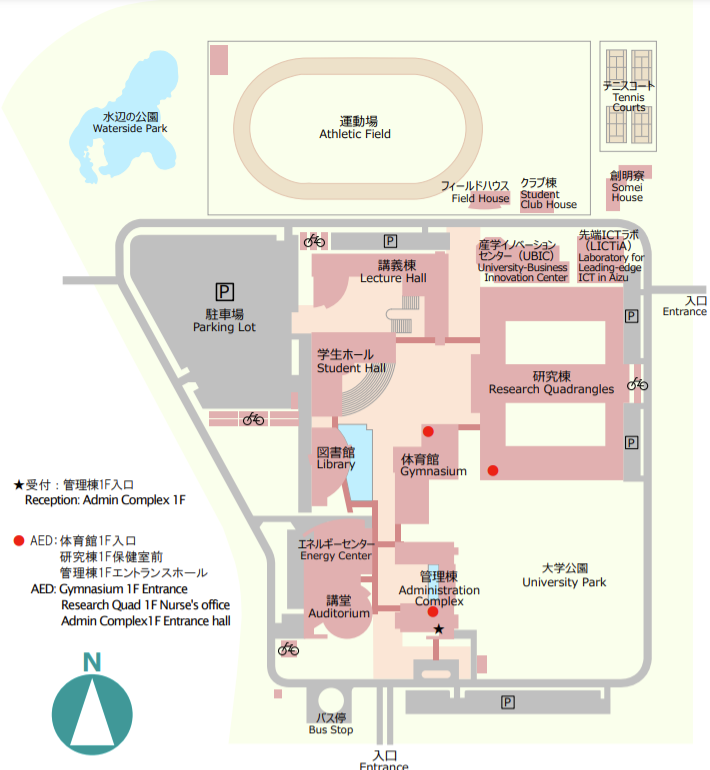 水辺の公園
Waterside Park
運動場
Athletic Field
テニスコート
Tennis
Courts
フィールドハウス
Field House
クラブ棟
Student
Club House
創明寮
Somei
House
P
産学イノベーション
センター（UBIC）
University-Business
Innovation Center
先端ICTラボ
（LICTiA）
Laboratory for
Leading-edge
ICT in Aizu
講義棟
Lecture Hall
P
駐車場
Parking Lot
入口
Entrance
P
学生ホール
Student Hall
研究棟
Research Quadrangles
P
図書館
Library
体育館
Gymnasium
★受付：管理棟1F入口
Reception: Admin Complex 1F
AED：体育館1F入口
研究棟1F保健室前
管理棟1Fエントランスホール
AED: Gymnasium 1F Entrance
Research Quad 1F Nurse's office
Admin Complex1F Entrance hall
エネルギーセンター
Energy Center
講堂
Auditorium
管理棟
Administration
Complex
★
大学公園
University Park
N
バス停
Bus Stop
P
入口
Entrance